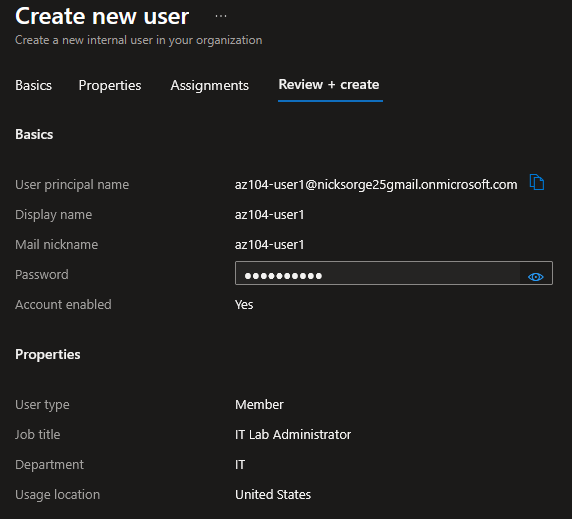 Create new user ...
Create a new internal user in your organization
Basics Properties Assignments Review + create
Basics
User principal name az104-user1@nicksorge25gmail.onmicrosoft.com
Display name az104-user1
Mail nickname az104-user1
Password ●●●●●●●●●●
Account enabled Yes
Properties
User type Member
Job title IT Lab Administrator
Department IT
Usage location United States